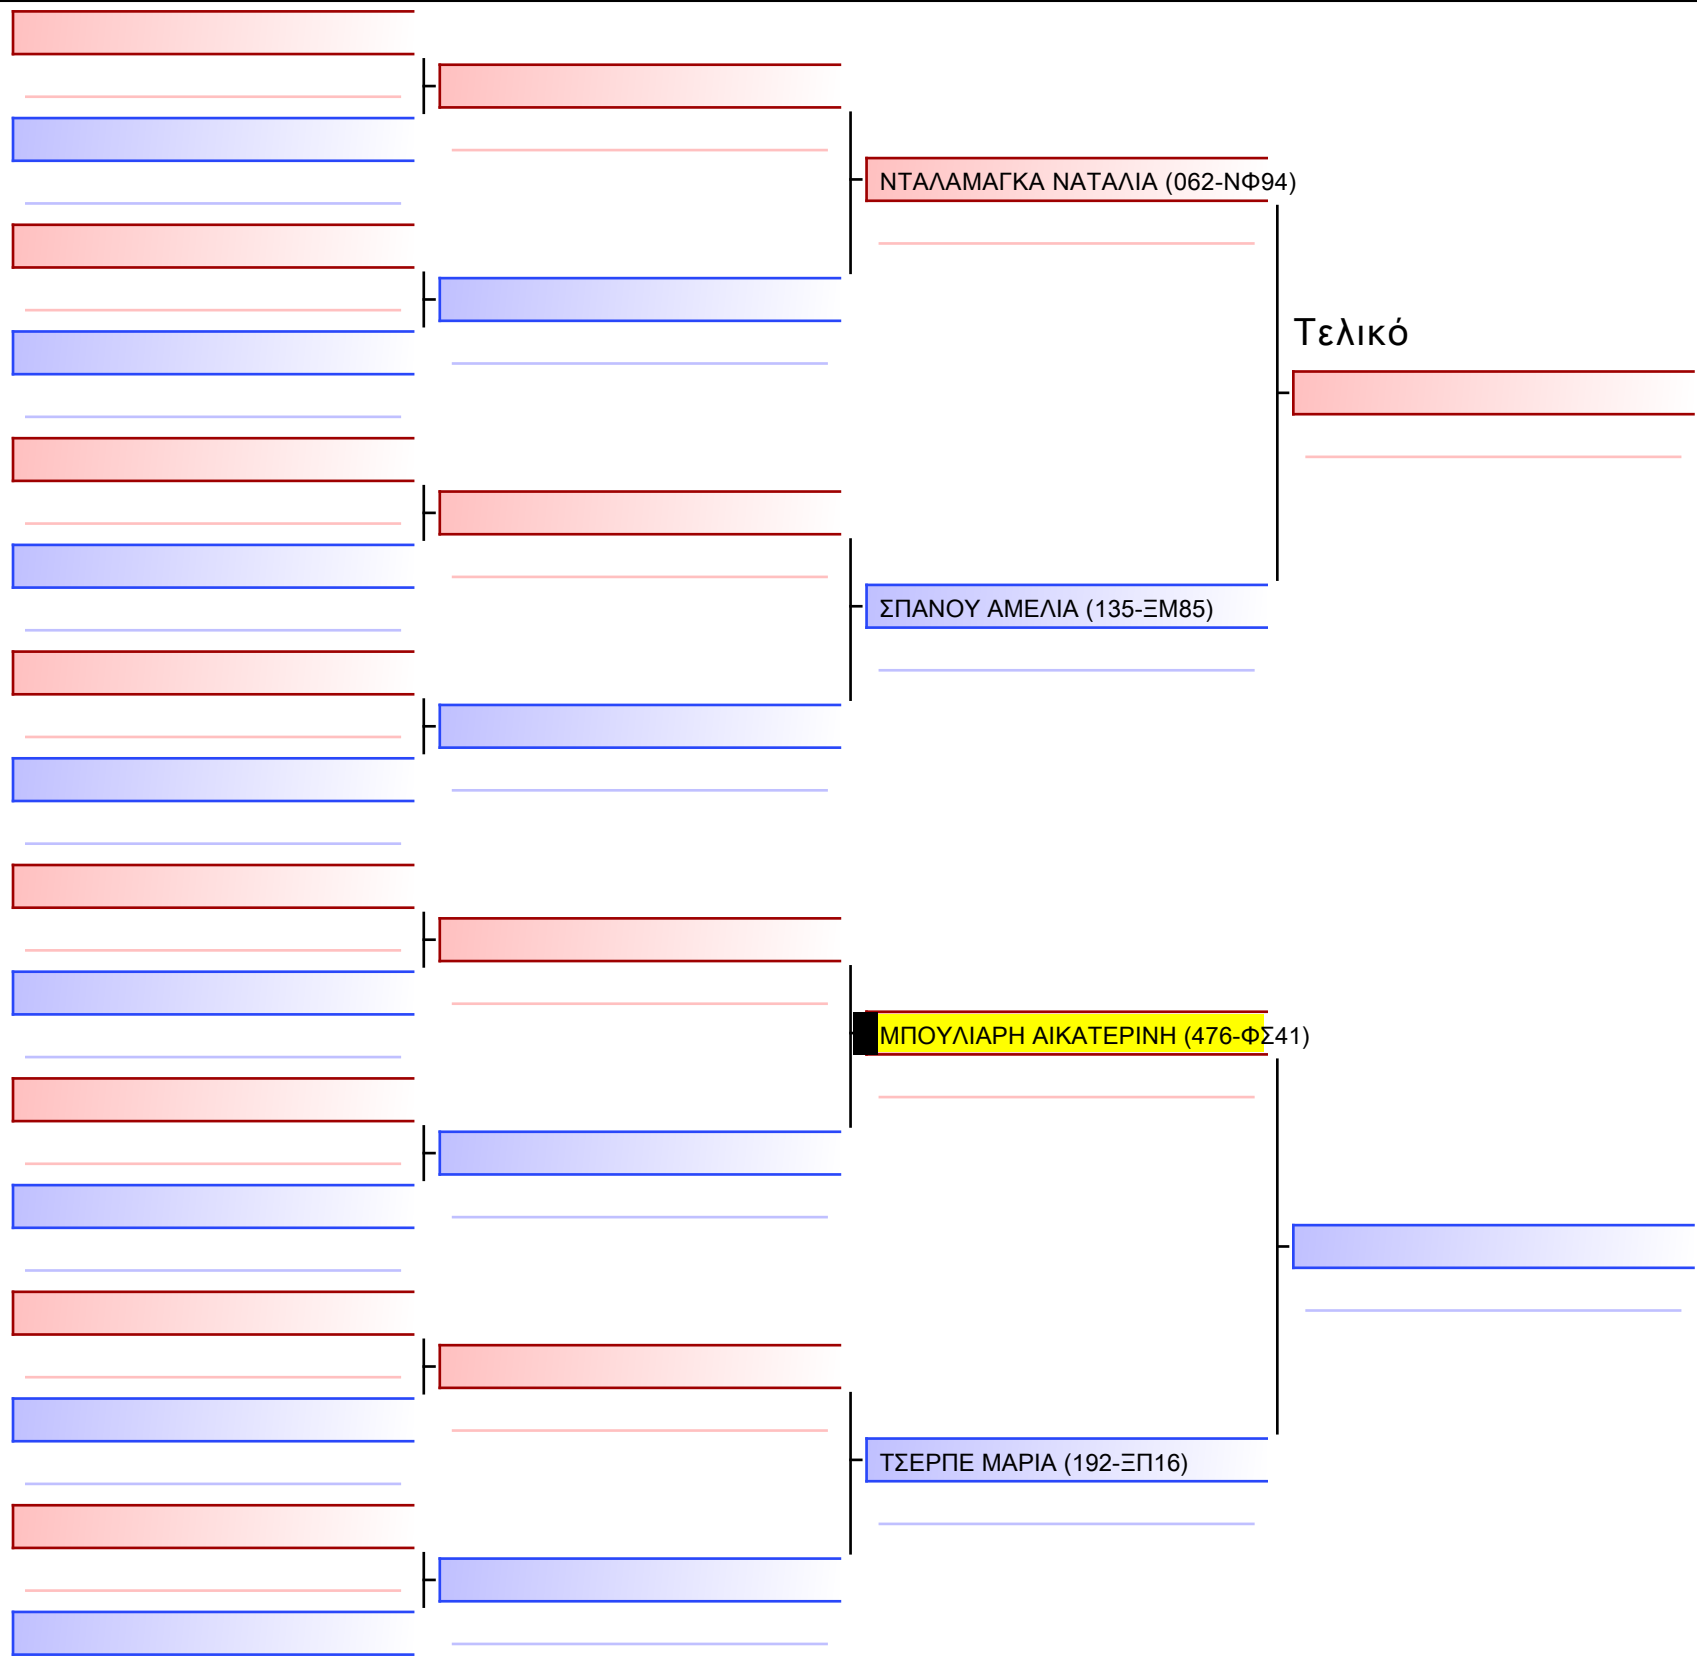 ΝΤΑΛΑΜΑΓΚΑ ΝΑΤΑΛΙΑ (062-ΝΦ94)
Τελικό
ΣΠΑΝΟΥ ΑΜΕΛΙΑ (135-ΞΜ85)
ΜΠΟΥΛΙΑΡΗ ΑΙΚΑΤΕΡΙΝΗ (476-ΦΣ41)
ΤΣΕΡΠΕ ΜΑΡΙΑ (192-ΞΠ16)